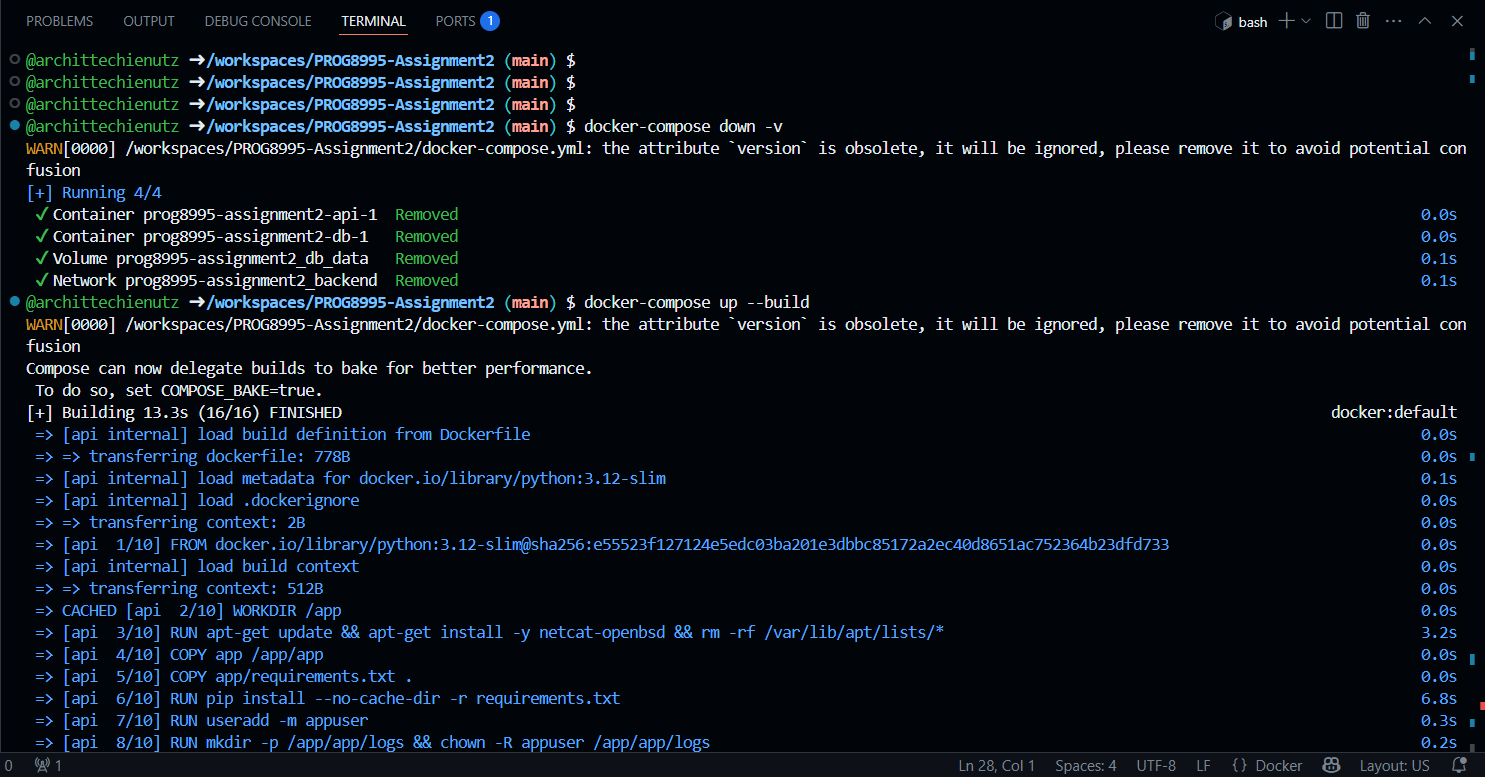 PROBLEMS OUTPUT DEBUG CONSOLE TERMINAL PORTS 1 bash
@archittechienutz ➜/workspaces/PROG8995-Assignment2 (main) $
@archittechienutz ➜/workspaces/PROG8995-Assignment2 (main) $
@archittechienutz ➜/workspaces/PROG8995-Assignment2 (main) $
@archittechienutz ➜/workspaces/PROG8995-Assignment2 (main) $ docker-compose down -v
WARN[0000] /workspaces/PROG8995-Assignment2/docker-compose.yml: the attribute `version` is obsolete, it will be ignored, please remove it to avoid potential con
fusion
[+] Running 4/4
✔ Container prog8995-assignment2-api-1 Removed 0.0s
✔ Container prog8995-assignment2-db-1 Removed 0.0s
✔ Volume prog8995-assignment2_db_data Removed 0.1s
✔ Network prog8995-assignment2_backend Removed 0.1s
@archittechienutz ➜/workspaces/PROG8995-Assignment2 (main) $ docker-compose up --build
WARN[0000] /workspaces/PROG8995-Assignment2/docker-compose.yml: the attribute `version` is obsolete, it will be ignored, please remove it to avoid potential con
fusion
Compose can now delegate builds to bake for better performance.
To do so, set COMPOSE_BAKE=true.
[+] Building 13.3s (16/16) FINISHED docker:default
=> [api internal] load build definition from Dockerfile 0.0s
=> => transferring dockerfile: 778B 0.0s
=> [api internal] load metadata for docker.io/library/python:3.12-slim 0.1s
=> [api internal] load .dockerignore 0.0s
=> => transferring context: 2B 0.0s
=> [api 1/10] FROM docker.io/library/python:3.12-slim@sha256:e55523f127124e5edc03ba201e3dbbc85172a2ec40d8651ac752364b23dfd733 0.0s
=> [api internal] load build context 0.0s
=> => transferring context: 512B 0.0s
=> CACHED [api 2/10] WORKDIR /app 0.0s
=> [api 3/10] RUN apt-get update && apt-get install -y netcat-openbsd && rm -rf /var/lib/apt/lists/* 3.2s
=> [api 4/10] COPY app /app/app 0.0s
=> [api 5/10] COPY app/requirements.txt . 0.0s
=> [api 6/10] RUN pip install --no-cache-dir -r requirements.txt 6.8s
=> [api 7/10] RUN useradd -m appuser 0.3s
=> [api 8/10] RUN mkdir -p /app/app/logs && chown -R appuser /app/app/logs 0.2s
0 1 Ln 28, Col 1 Spaces: 4 UTF-8 LF {} Docker Layout: US